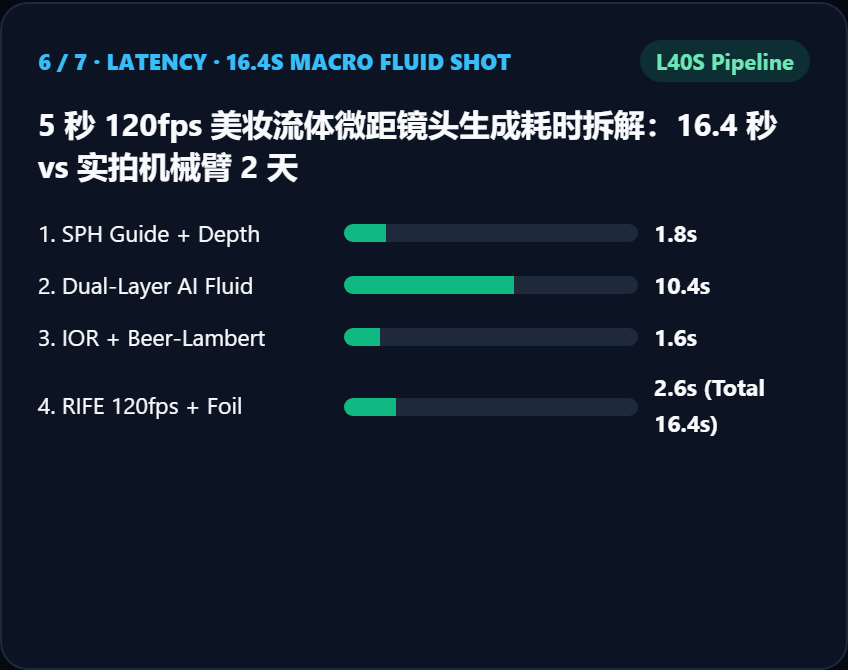 6 / 7 · LATENCY · 16.4S MACRO FLUID SHOT
L40S Pipeline
5 秒 120fps 美妆流体微距镜头生成耗时拆解：16.4 秒
vs 实拍机械臂 2 天
1. SPH Guide + Depth
1.8s
2. Dual-Layer AI Fluid
10.4s
3. IOR + Beer-Lambert
1.6s
4. RIFE 120fps + Foil
2.6s (Total
16.4s)